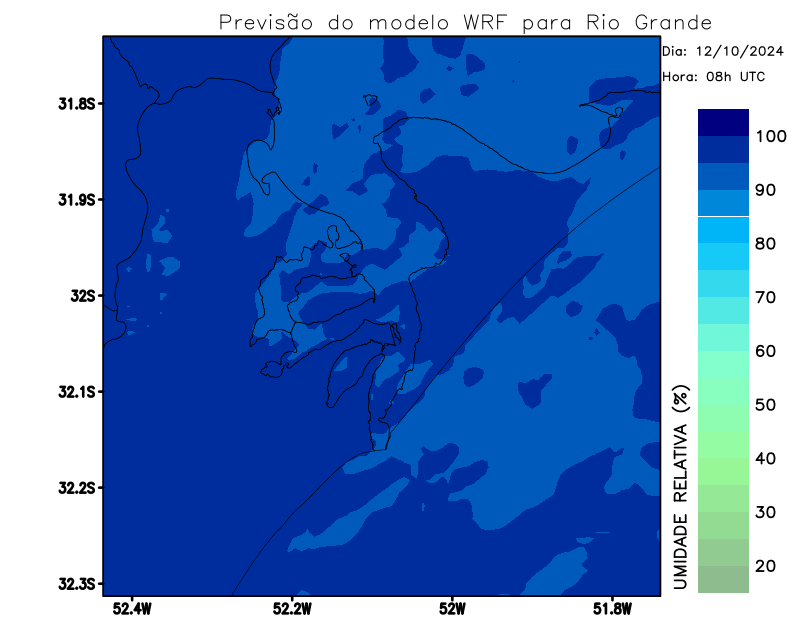 Previsão do modelo WRF para Rio Grande
Dia: 12/10/2024
Hora: 08h UTC
31.8S
31.9S
32S
32.1S
32.2S
32.3S
52.4W
52.2W
52W
51.8W
100
90
80
70
60
50
40
30
20
UMIDADE RELATIVA (%)